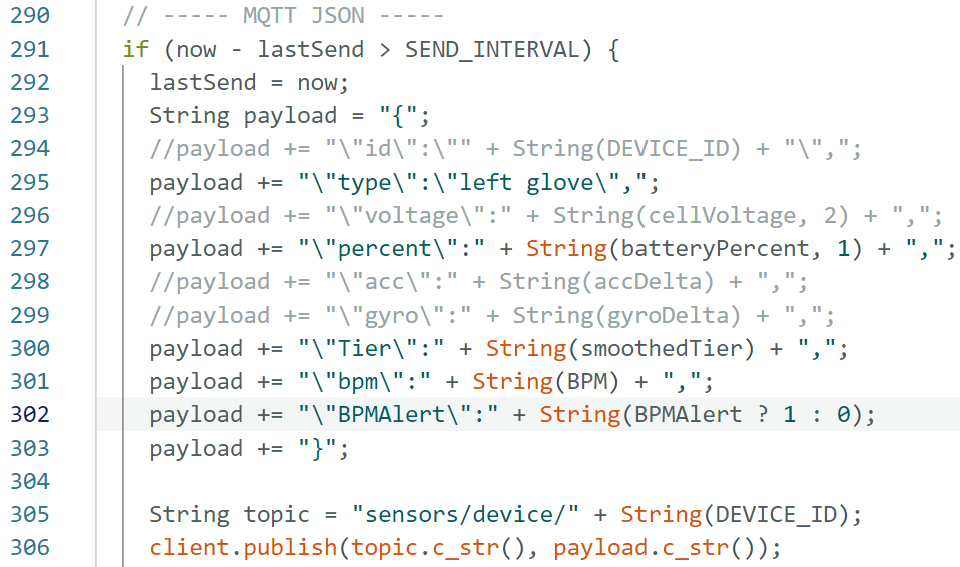 290 // ----- MQTT JSON -----
291 if (now - lastSend > SEND_INTERVAL) {
292 lastSend = now;
293 String payload = "{";
294 //payload += "\"id\":\"" + String(DEVICE_ID) + "\",";
295 payload += "\"type\":\"left glove\",";
296 //payload += "\"voltage\":" + String(cellVoltage, 2) + ",";
297 payload += "\"percent\":" + String(batteryPercent, 1) + ",";
298 //payload += "\"acc\":" + String(accDelta) + ",";
299 //payload += "\"gyro\":" + String(gyroDelta) + ",";
300 payload += "\"Tier\":" + String(smoothedTier) + ",";
301 payload += "\"bpm\":" + String(BPM) + ",";
302 payload += "\"BPMAlert\":" + String(BPMAlert ? 1 : 0);
303 payload += "}";
304
305 String topic = "sensors/device/" + String(DEVICE_ID);
306 client.publish(topic.c_str(), payload.c_str());